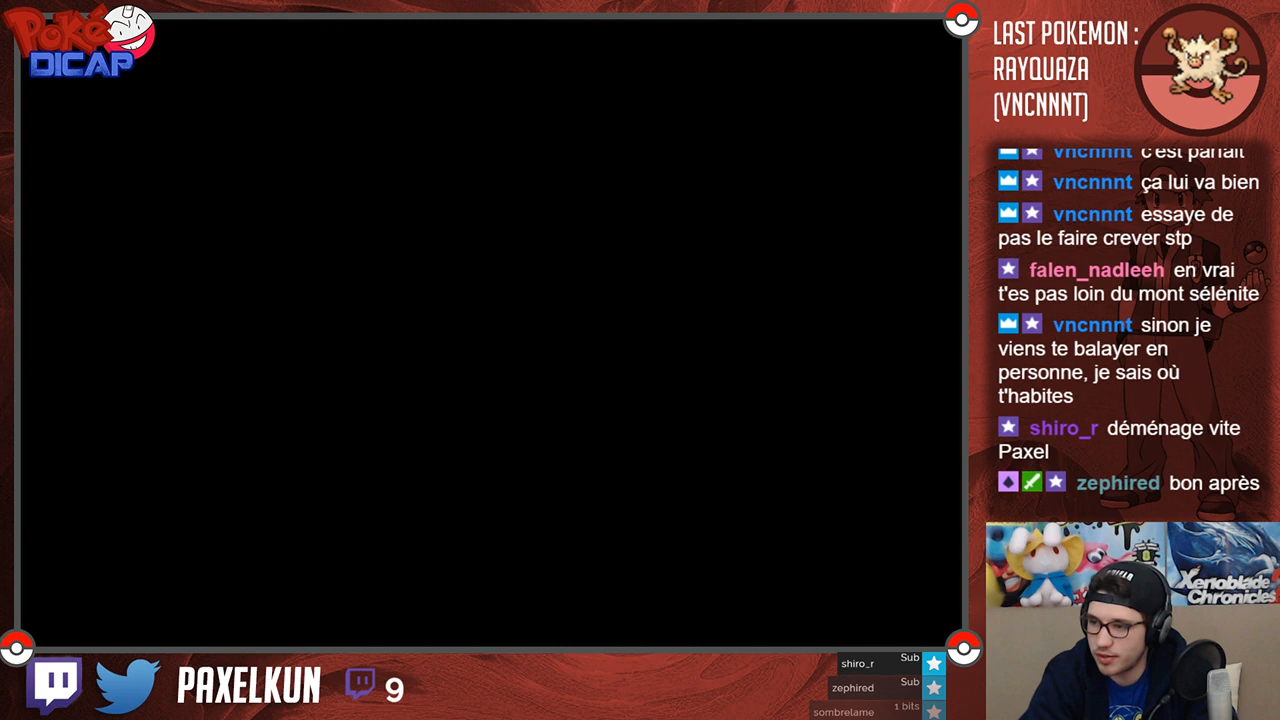 Poké
DICAP
LAST POKEMON :
RAYQUAZA
(VNCNNNT)
vncnnnt c'est parfait
vncnnnt ça lui va bien
vncnnnt essaye de
pas le faire crever stp
falen_nadleeh en vrai
t'es pas loin du mont sélénite
vncnnnt sinon je
viens te balayer en
personne, je sais où
t'habites
shiro_r déménage vite
Paxel
zephired bon après
Xenoblade
Chronicles
PAXELKUN
9
shiro_r Sub
zephired Sub
sombrelame 1 bits